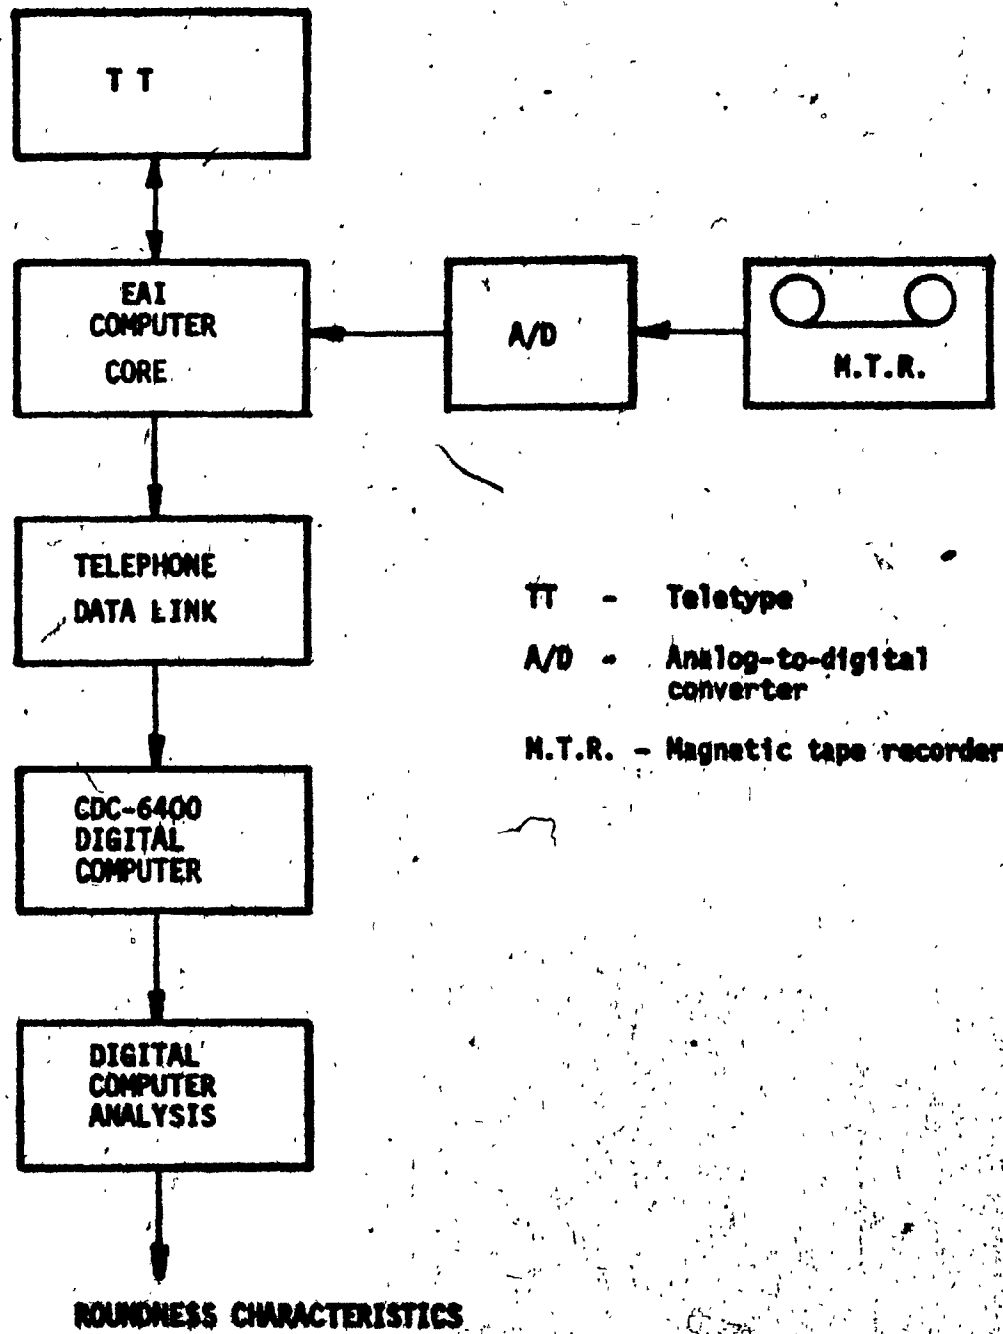 T T
EAI
COMPUTER
CORE
A/D
M.T.R.
TELEPHONE
DATA LINK
TT - Teletype
A/D - Analog-to-digital
converter
M.T.R. - Magnetic tape recorder
CDC-6400
DIGITAL
COMPUTER
DIGITAL
COMPUTER
ANALYSIS
ROUNDNESS CHARACTERISTICS